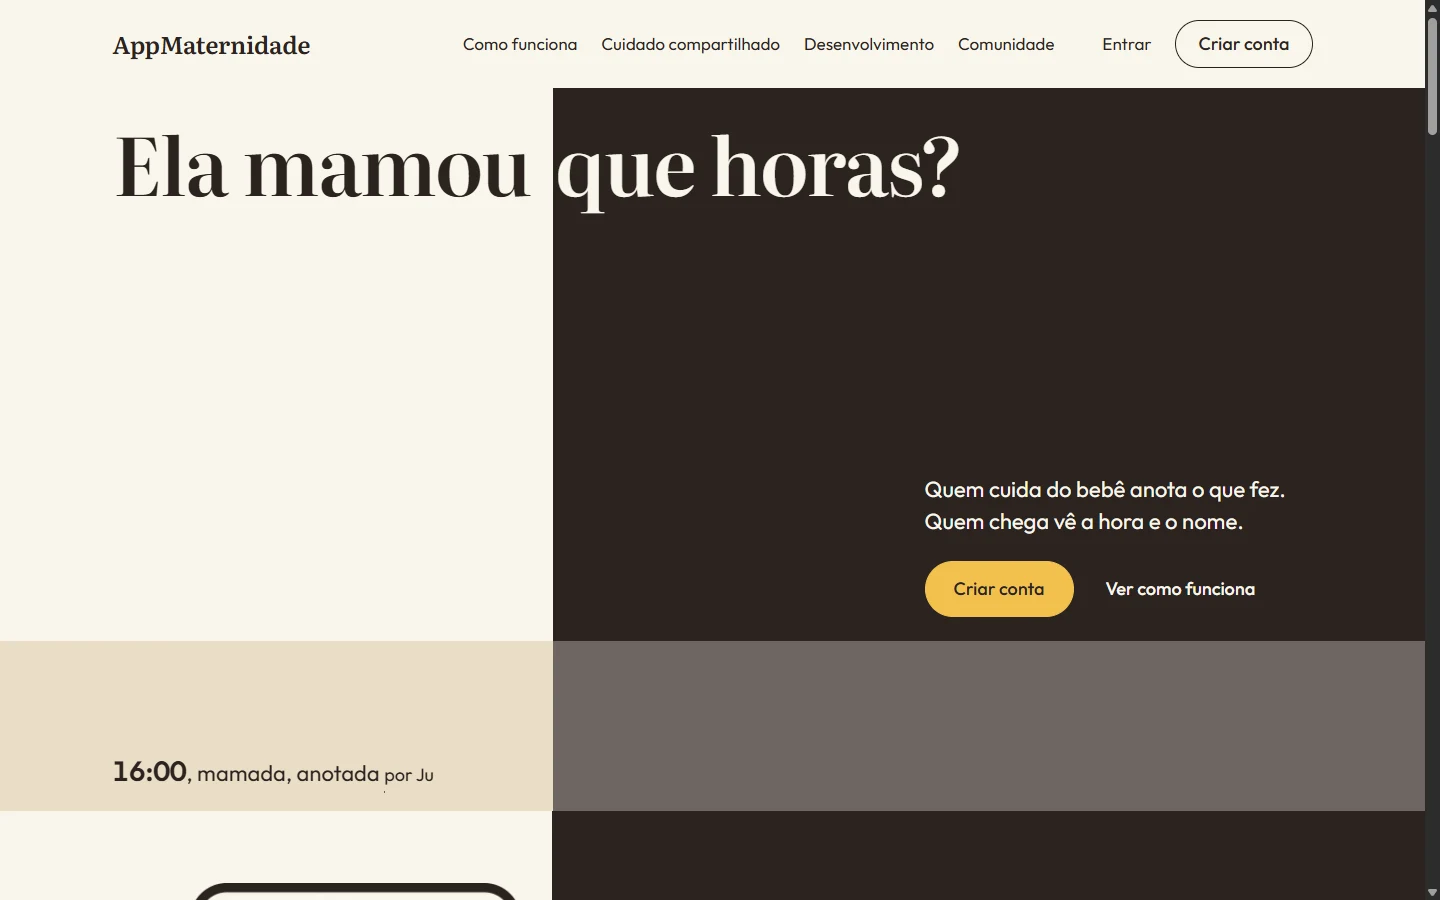 AppMaternidade
Como funciona
Cuidado compartilhado
Desenvolvimento
Comunidade
Entrar
Criar conta
Ela mamou que horas?
Quem cuida do bebê anota o que fez.
Quem chega vê a hora e o nome.
Criar conta
Ver como funciona
16:00, mamada, anotada por Ju